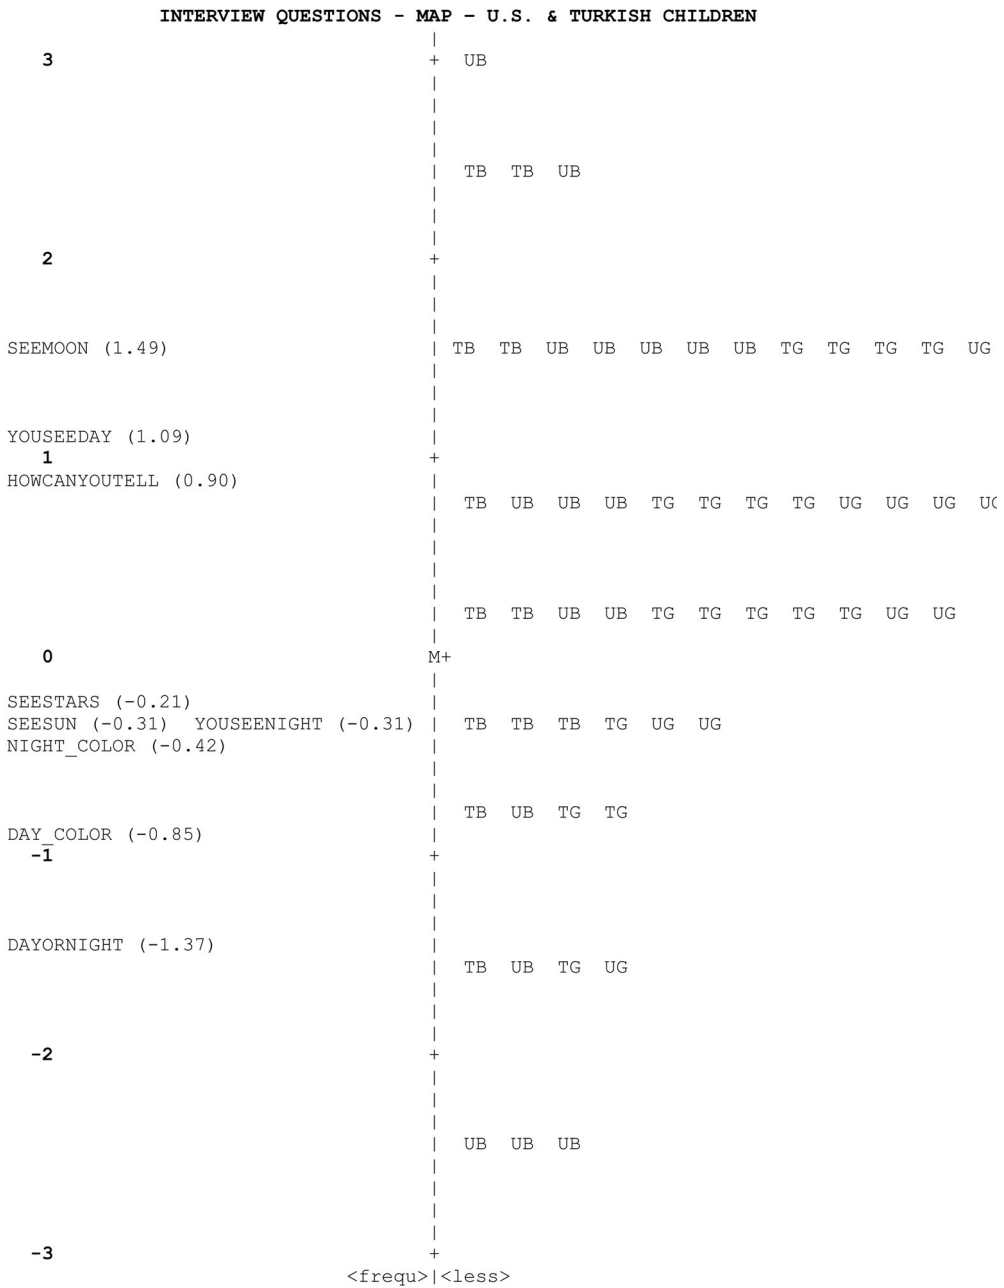 INTERVIEW QUESTIONS - MAP – U.S. & TURKISH CHILDREN
|
3 + UB
|
|
|
|
| TB TB UB
|
|
|
2 +
|
|
|
SEEMOON (1.49) | TB TB UB UB UB UB UB TG TG TG TG UG
|
|
|
YOUSEEDAY (1.09) |
1 +
HOWCANYOUTELL (0.90) |
| TB UB UB UB TG TG TG TG UG UG UG
|
|
|
|
| TB TB UB UB TG TG TG TG TG UG UG
|
0 M+
|
SEESTARS (-0.21) |
SEESUN (-0.31) YOUSEENIGHT (-0.31) | TB TB TB TG UG UG
NIGHT_COLOR (-0.42) |
|
|
| TB UB TG TG
DAY_COLOR (-0.85) |
-1 +
|
|
|
DAYORNIGHT (-1.37) |
| TB UB TG UG
|
|
|
-2 +
|
|
|
| UB UB UB
|
|
|
|
-3 +
<frequ>|<less>